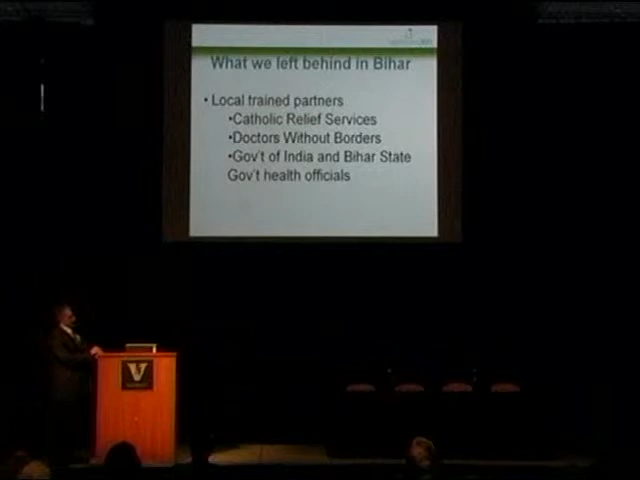 What we left behind in Bihar
• Local trained partners
•Catholic Relief Services
•Doctors Without Borders
•Gov't of India and Bihar State
Gov't health officials
V